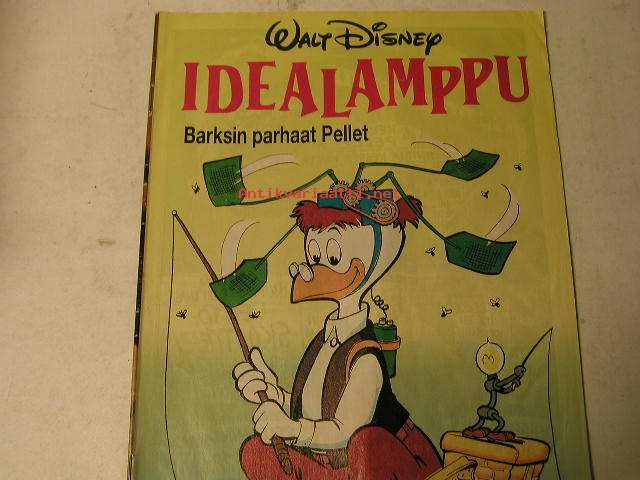 WALT DISNEY
IDEALAMPPU
Barksin parhaat Pellet
Antikvariaatti.net